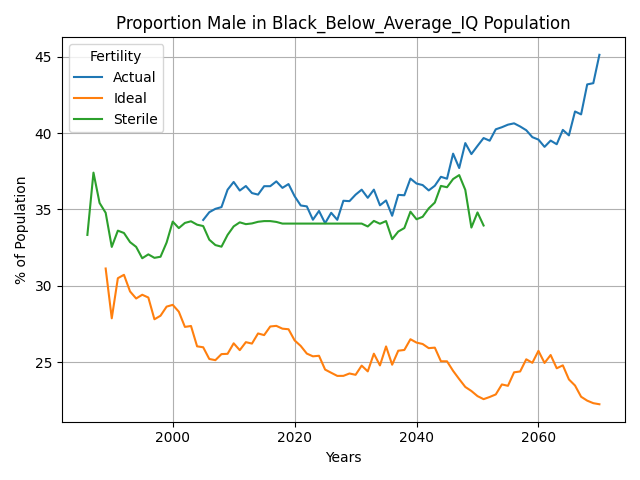 Proportion Male in Black_Below_Average_IQ Population
Fertility
Actual
Ideal
Sterile
% of Population
45
40
35
30
25
2000
2020
2040
2060
Years